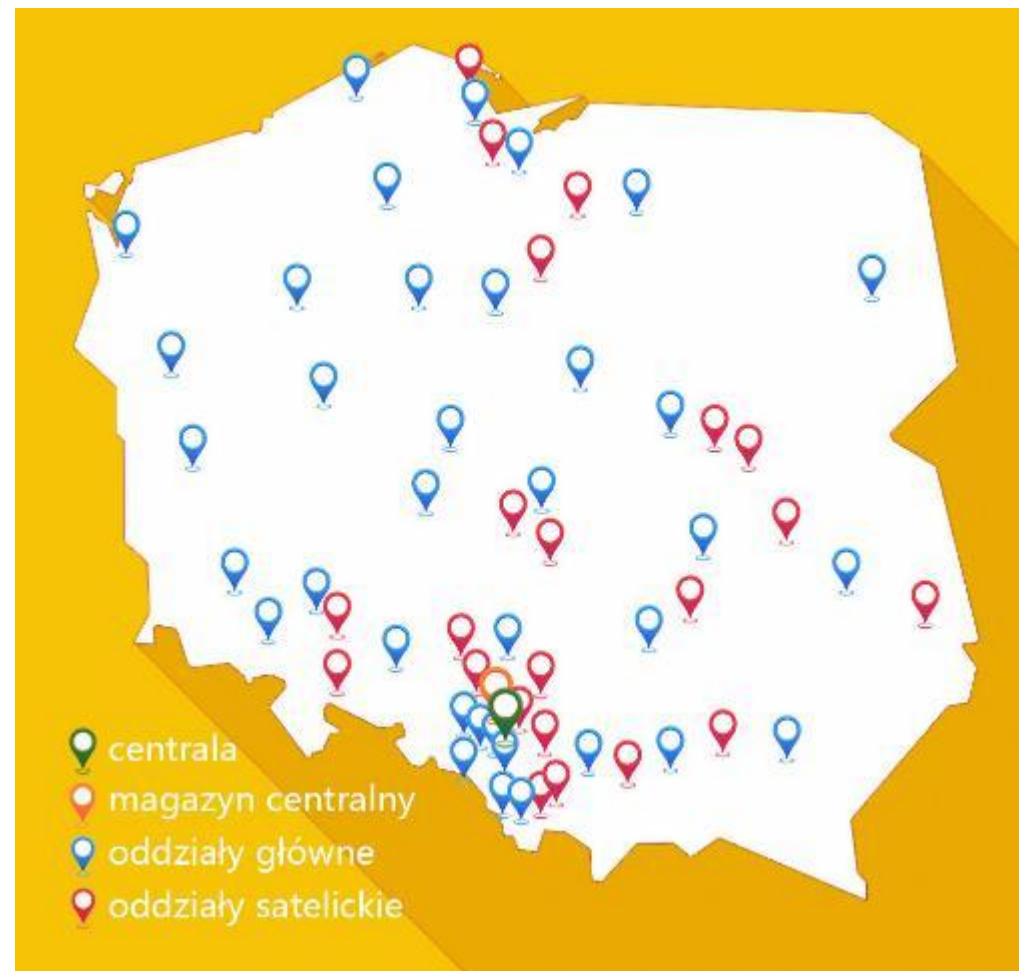 centrala
magazyn centralny
oddziały główne
oddziały satelickie